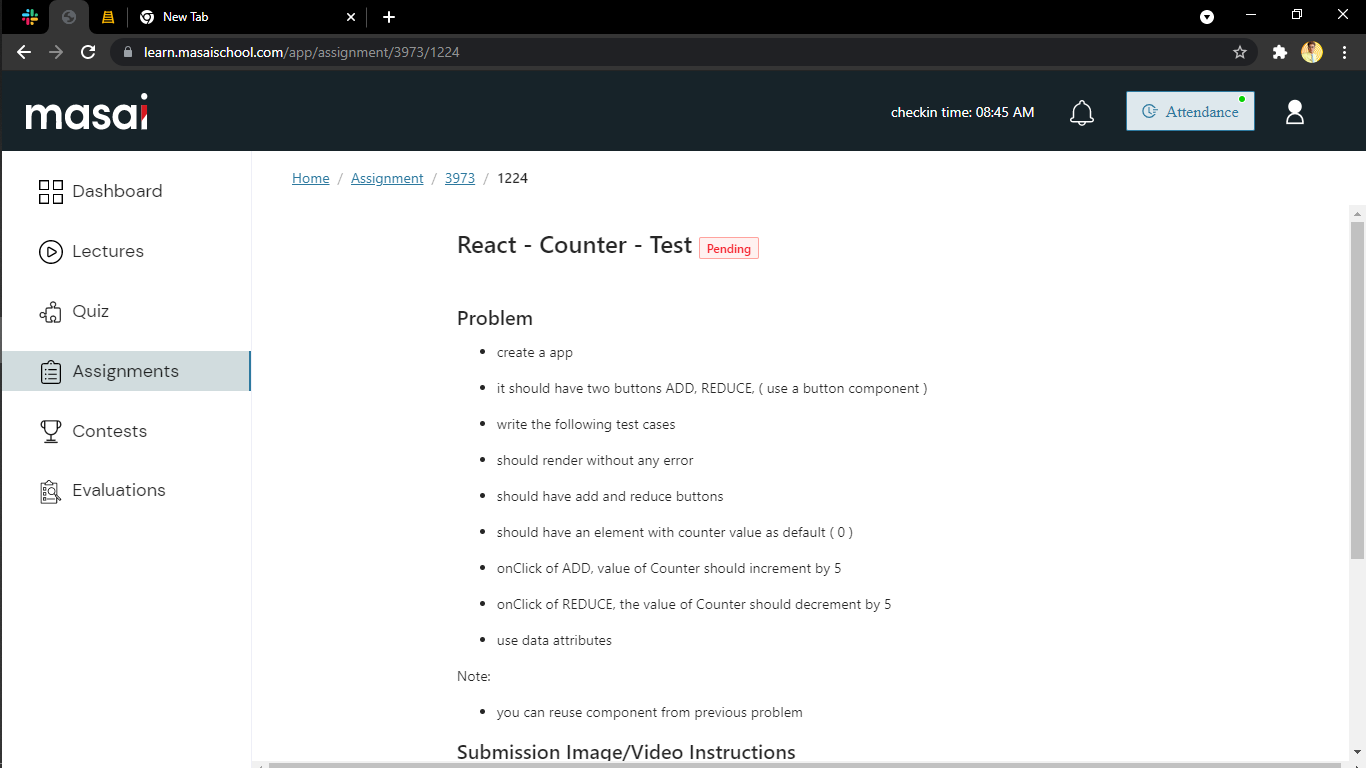 New Tab
learn.masaischool.com/app/assignment/3973/1224
masai
checkin time: 08:45 AM
Attendance
Dashboard
Lectures
Quiz
Assignments
Contests
Evaluations
Home / Assignment / 3973 / 1224
React - Counter - Test Pending
Problem
create a app
it should have two buttons ADD, REDUCE, ( use a button component )
write the following test cases
should render without any error
should have add and reduce buttons
should have an element with counter value as default ( 0 )
onClick of ADD, value of Counter should increment by 5
onClick of REDUCE, the value of Counter should decrement by 5
use data attributes
Note:
you can reuse component from previous problem
Submission Image/Video Instructions